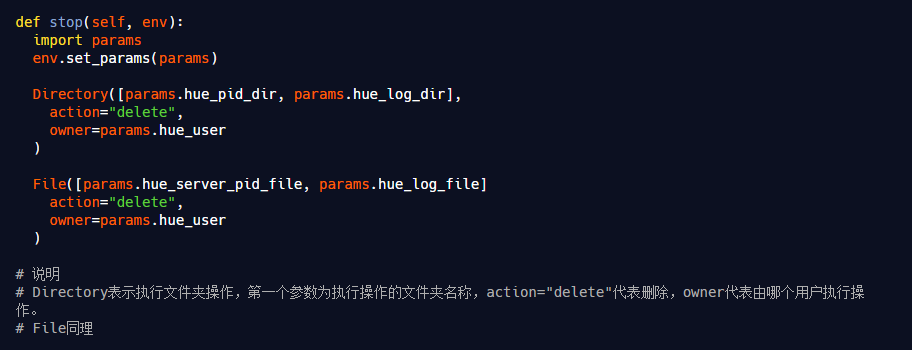 def stop(self, env):
  import params
  env.set_params(params)

  Directory([params.hue_pid_dir, params.hue_log_dir],
    action="delete",
    owner=params.hue_user
  )

  File([params.hue_server_pid_file, params.hue_log_file]
    action="delete",
    owner=params.hue_user
  )

# 说明
# Directory表示执行文件夹操作，第一个参数为执行操作的文件夹名称，action="delete"代表删除，owner代表由哪个用户执行操
作。
# File同理